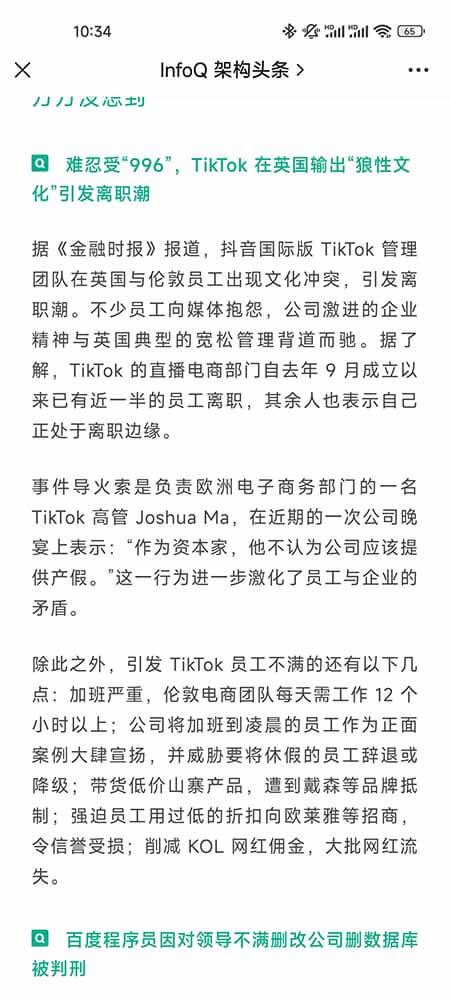 10:34
HD HD 65
InfoQ 架构头条 >
难忍受“996”，TikTok 在英国输出“狼性文
化”引发离职潮
据《金融时报》报道，抖音国际版 TikTok 管理
团队在英国与伦敦员工出现文化冲突，引发离
职潮。不少员工向媒体抱怨，公司激进的企业
精神与英国典型的宽松管理背道而驰。据了
解，TikTok 的直播电商部门自去年 9 月成立以
来已有近一半的员工离职，其余人也表示自己
正处于离职边缘。
事件导火索是负责欧洲电子商务部门的一名
TikTok 高管 Joshua Ma，在近期的一次公司晚
宴上表示：“作为资本家，他不认为公司应该提
供产假。”这一行为进一步激化了员工与企业的
矛盾。
除此之外，引发 TikTok 员工不满的还有以下几
点：加班严重，伦敦电商团队每天需工作 12 个
小时以上；公司将加班到凌晨的员工作为正面
案例大肆宣扬，并威胁要将休假的员工辞退或
降级；带货低价山寨产品，遭到戴森等品牌抵
制；强迫员工用过低的折扣向欧莱雅等招商，
令信誉受损；削减 KOL 网红佣金，大批网红流
失。
百度程序员因对领导不满删改公司删数据库
被判刑